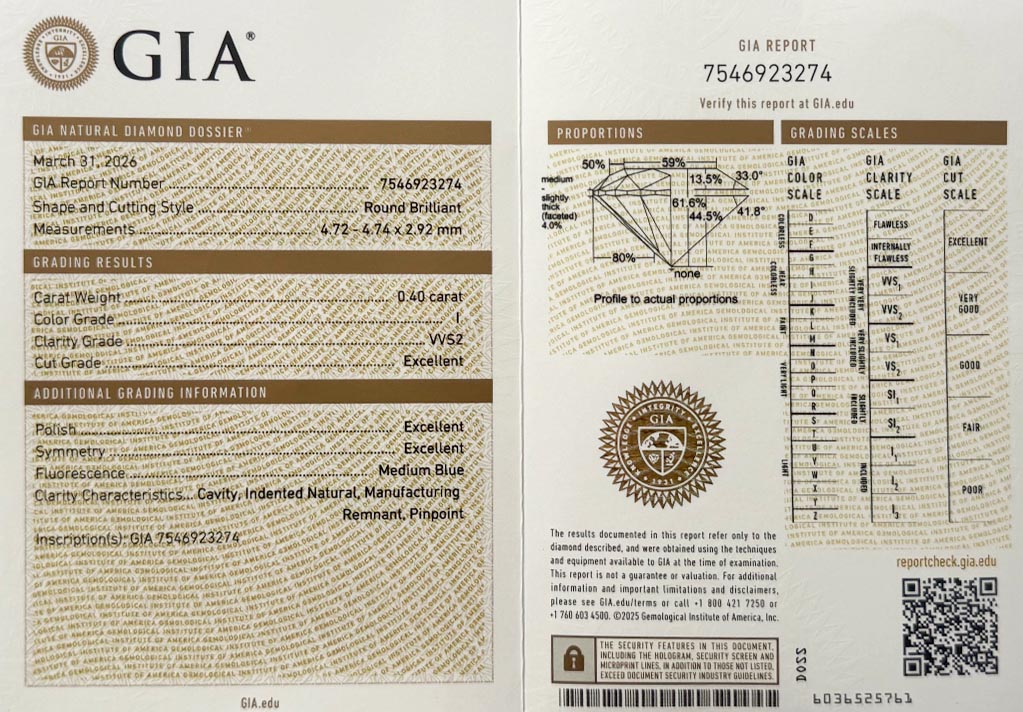 GIA®
GIA NATURAL DIAMOND DOSSIER®
March 31, 2026
GIA Report Number 7546923274
Shape and Cutting Style Round Brilliant
Measurements 4.72 - 4.74 x 2.92 mm
GRADING RESULTS
Carat Weight 0.40 carat
Color Grade I
Clarity Grade VVS2
Cut Grade Excellent
ADDITIONAL GRADING INFORMATION
Polish Excellent
Symmetry Excellent
Fluorescence Medium Blue
Clarity Characteristics... Cavity, Indented Natural, Manufacturing
Remnant, Pinpoint
Inscription(s): GIA 7546923274
GIA.edu
GIA REPORT
7546923274
Verify this report at GIA.edu
PROPORTIONS
50%
59%
medium
-
slightly
thick
(faceted)
4.0%
13.5%
33.0°
61.6%
44.5%
41.8°
80%
none
Profile to actual proportions
GIA
INTEGRITY
1931
The results documented in this report refer only to the
diamond described, and were obtained using the techniques
and equipment available to GIA at the time of examination.
This report is not a guarantee or valuation. For additional
information and important limitations and disclaimers,
please see GIA.edu/terms or call +1 800 421 7250 or
+1 760 603 4500. ©2025 Gemological Institute of America, Inc.
THE SECURITY FEATURES IN THIS DOCUMENT,
INCLUDING THE HOLOGRAM, SECURITY SCREEN AND
MICROPRINT LINES, IN ADDITION TO THOSE NOT LISTED,
EXCEED DOCUMENT SECURITY INDUSTRY GUIDELINES.
GRADING SCALES
GIA
COLOR
SCALE
COLORLESS
D
E
F
NEAR
COLORLESS
G
H
I
J
FAINT
K
L
M
VERY LIGHT
N
O
P
Q
R
LIGHT
S
T
U
V
W
X
Y
Z
GIA
CLARITY
SCALE
FLAWLESS
INTERNALLY
FLAWLESS
VERY VERY
SLIGHTLY INCLUDED
VVS1
VVS2
VERY SLIGHTLY
INCLUDED
VS1
VS2
SLIGHTLY
INCLUDED
SI1
SI2
INCLUDED
I1
I2
I3
GIA
CUT
SCALE
EXCELLENT
VERY
GOOD
GOOD
FAIR
POOR
reportcheck.gia.edu
DOSS
6036525761